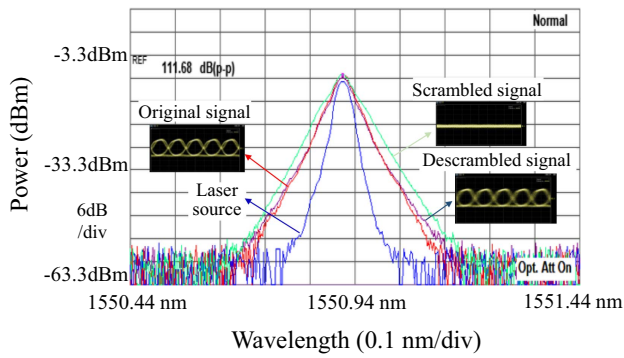 Normal
-3.3dBm
REF
111.68 dB(p-p)
Scrambled signal
Original signal
Power (dBm)
-33.3dBm
Descrambled signal
Laser
source
6dB
/div
Opt. Att On
-63.3dBm
1550.44 nm
1550.94 nm
1551.44 nm
Wavelength (0.1 nm/div)